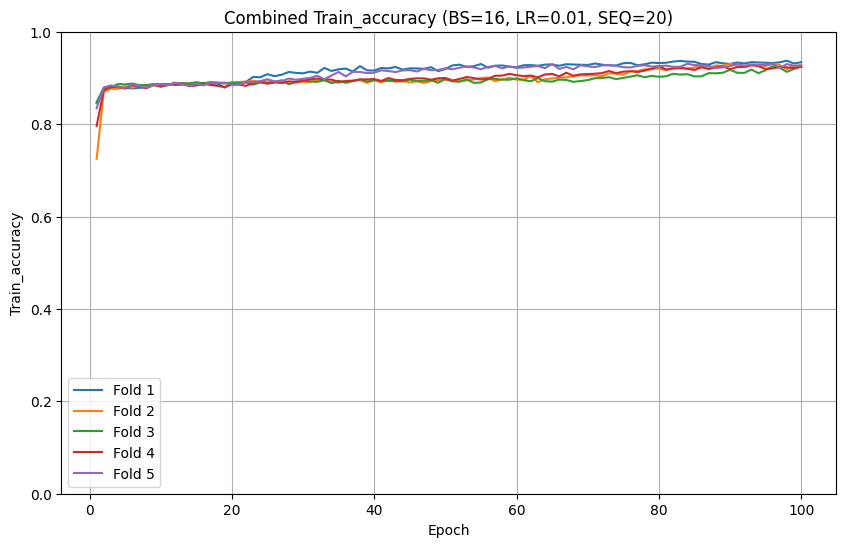 Combined Train_accuracy (BS=16, LR=0.01, SEQ=20)
Train_accuracy
1.0
0.8
0.6
0.4
0.2
0.0
Fold 1
Fold 2
Fold 3
Fold 4
Fold 5
0 20 40 60 80 100
Epoch